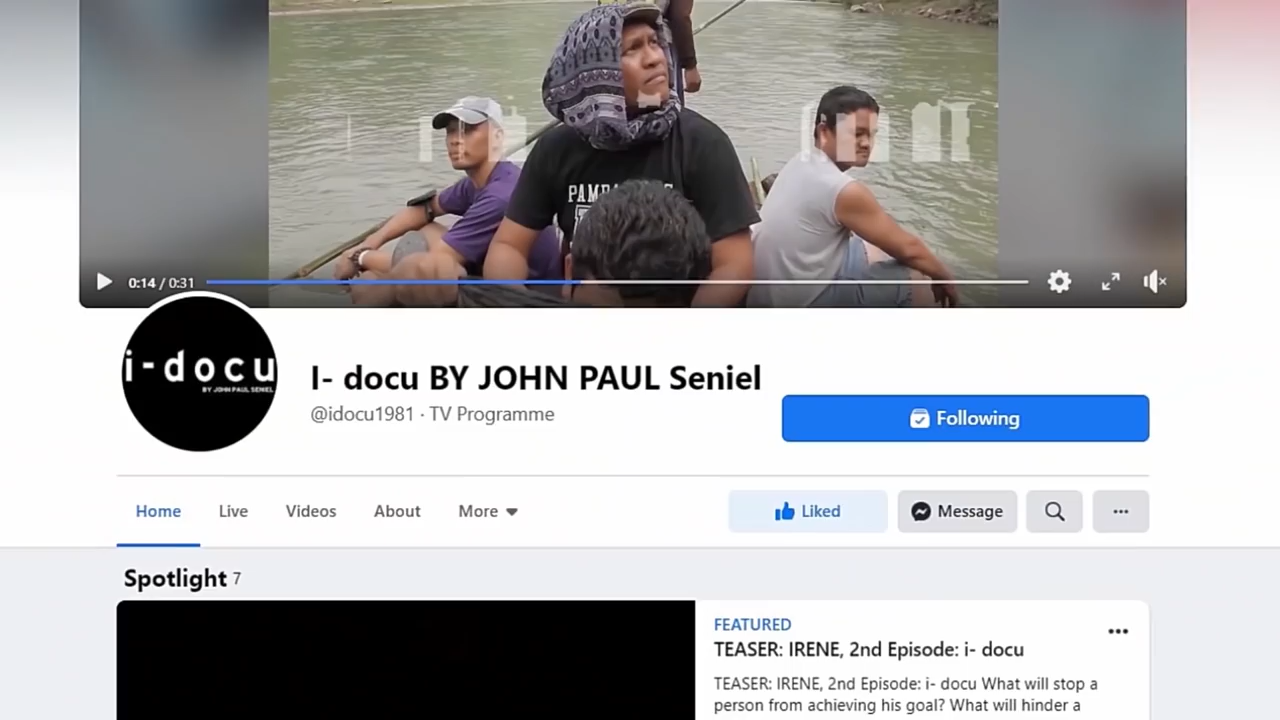 0:14 / 0:31
i-docu
BY JOHN PAUL SENIEL
I- docu BY JOHN PAUL Seniel
@idocu1981 · TV Programme
Following
Home Live Videos About More
Liked Message
Spotlight 7
FEATURED
TEASER: IRENE, 2nd Episode: i- docu
TEASER: IRENE, 2nd Episode: i- docu What will stop a
person from achieving his goal? What will hinder a